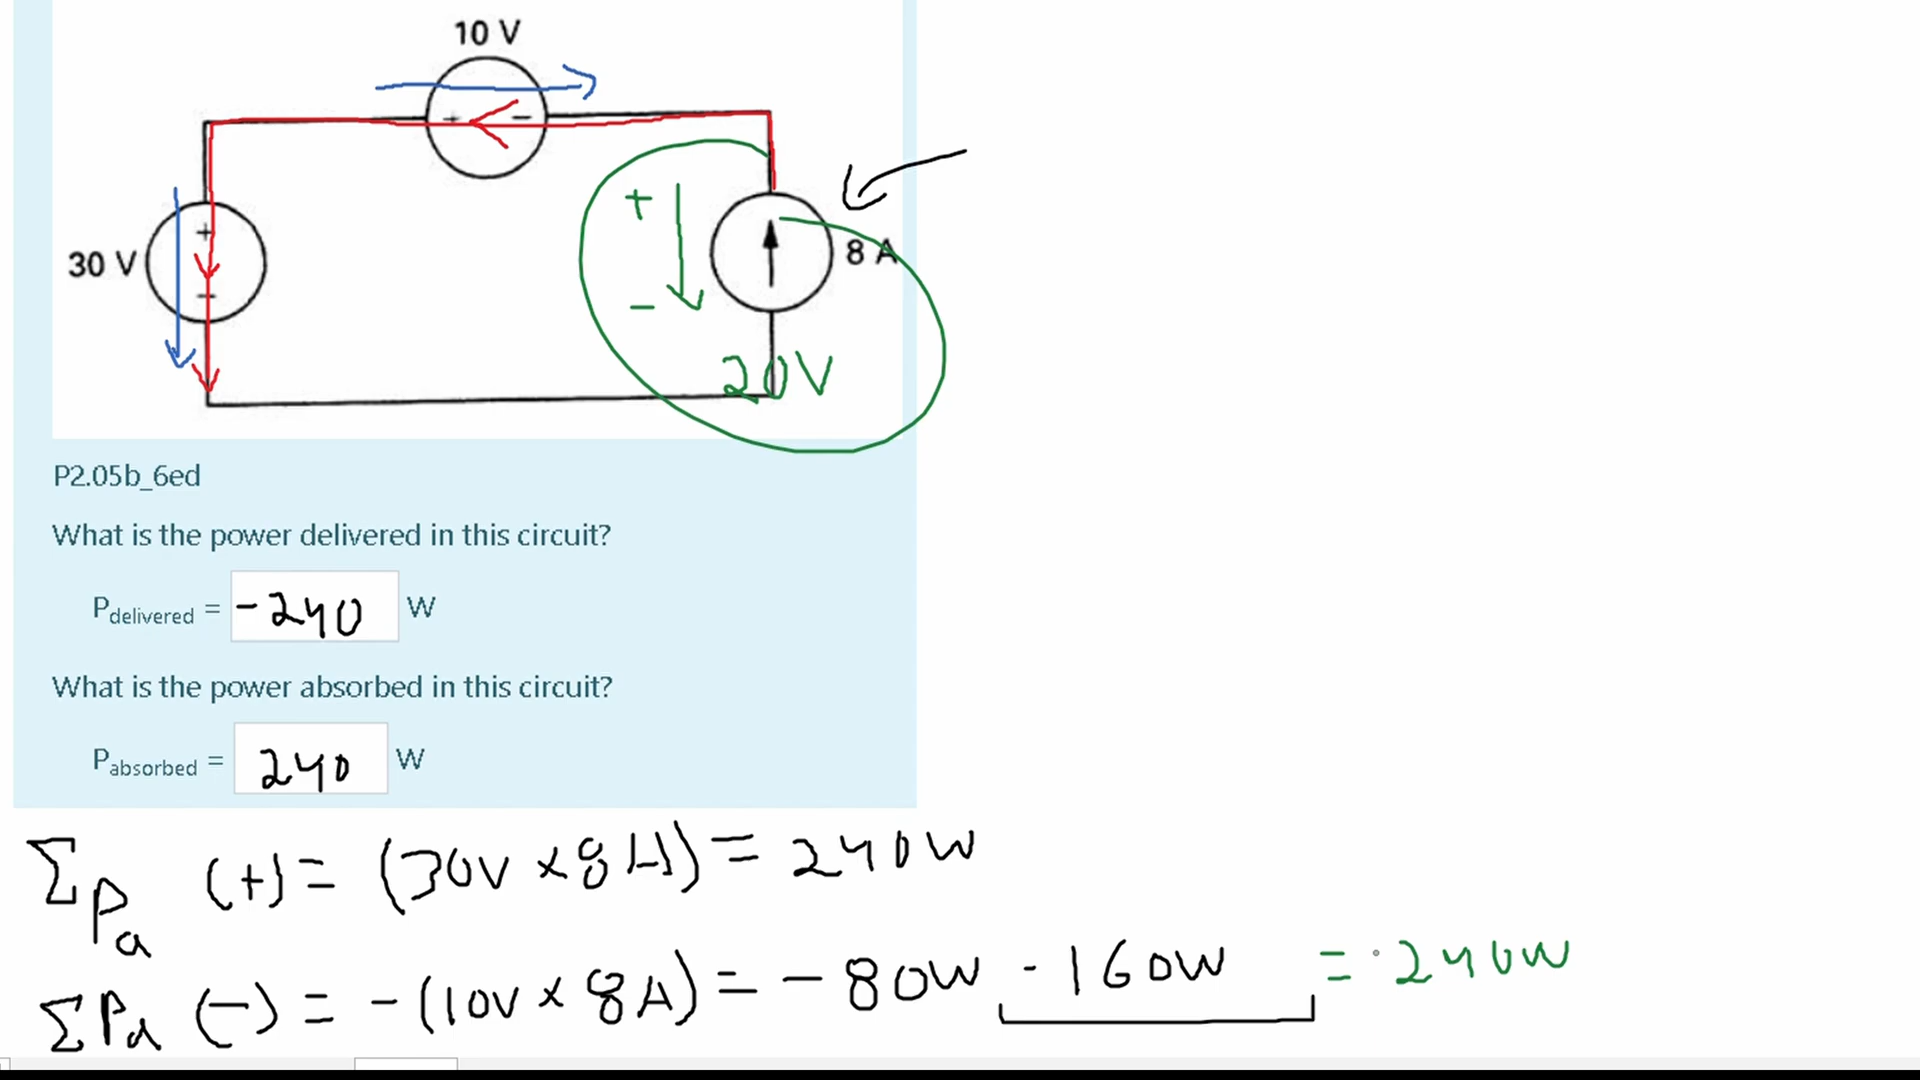 10 V
+ −
+
−
30 V
+
−
8 A
20V
P2.05b_6ed
What is the power delivered in this circuit?
Pdelivered = -240 W
What is the power absorbed in this circuit?
Pabsorbed = 240 W
ΣPa (+) = (30V × 8A) = 240W
ΣPd (−) = -(10V × 8A) = -80W -160W = -240W